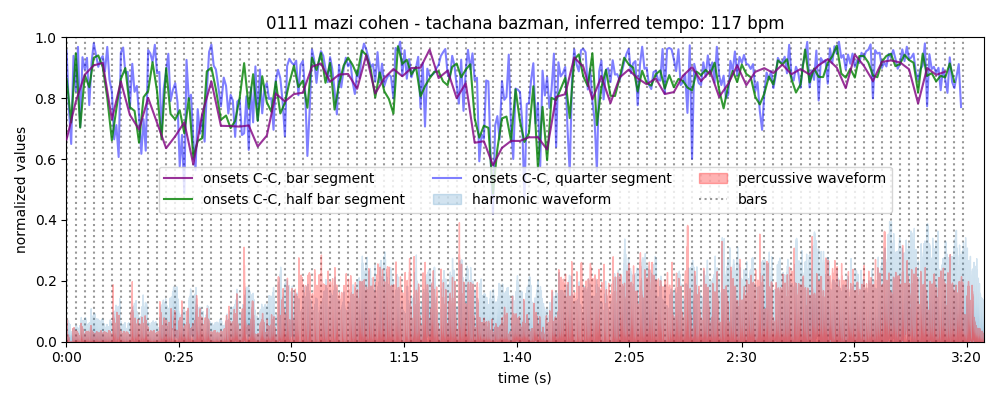 0111 mazi cohen - tachana bazman, inferred tempo: 117 bpm
normalized values
1.0
0.8
0.6
0.4
0.2
0.0
onsets C-C, bar segment
onsets C-C, half bar segment
onsets C-C, quarter segment
harmonic waveform
percussive waveform
bars
0:00 0:25 0:50 1:15 1:40 2:05 2:30 2:55 3:20
time (s)